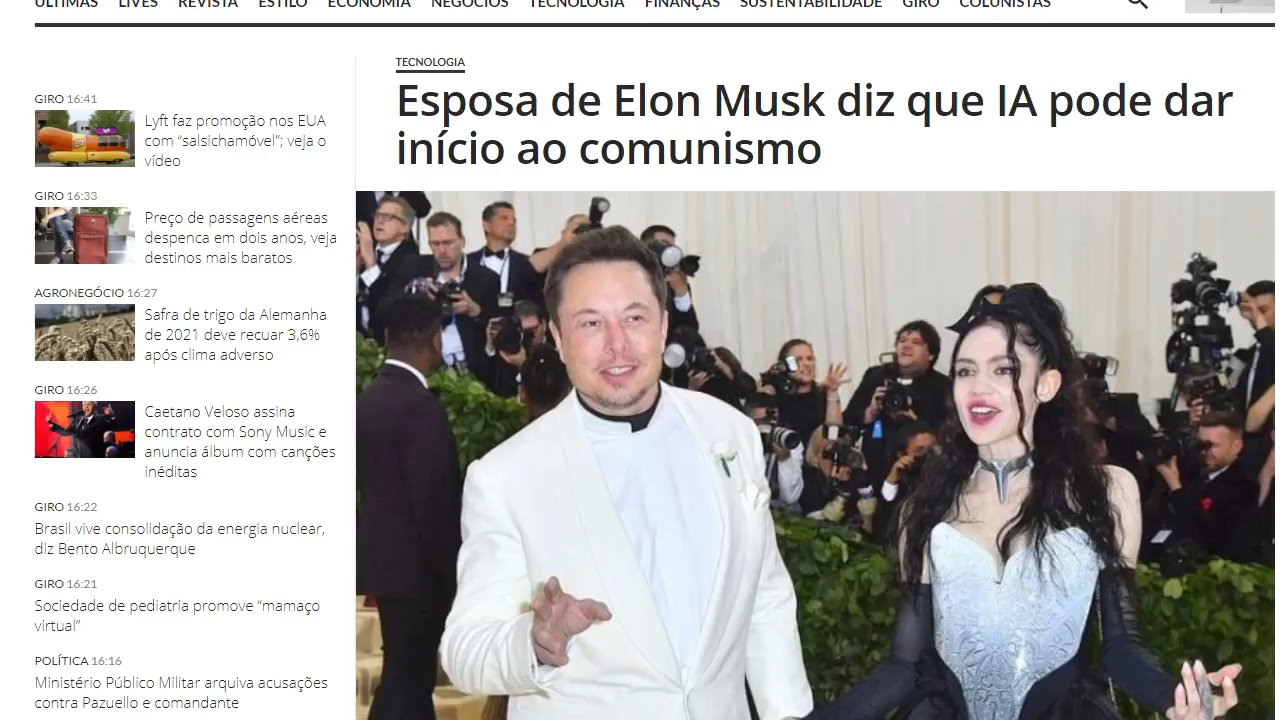 ÚLTIMAS LIVES REVISTA ESTILO ECONOMIA NEGÓCIOS TECNOLOGIA FINANÇAS SUSTENTABILIDADE GIRO COLUNISTAS
GIRO 16:41
Lyft faz promoção nos EUA
com “salsichamóvel”; veja o
vídeo
GIRO 16:33
Preço de passagens aéreas
despenca em dois anos, veja
destinos mais baratos
AGRONEGÓCIO 16:27
Safra de trigo da Alemanha
de 2021 deve recuar 3,6%
após clima adverso
GIRO 16:26
Caetano Veloso assina
contrato com Sony Music e
anuncia álbum com canções
inéditas
GIRO 16:22
Brasil vive consolidação da energia nuclear,
diz Bento Albruquerque
GIRO 16:21
Sociedade de pediatria promove “mamaço
virtual”
POLÍTICA 16:16
Ministério Público Militar arquiva acusações
contra Pazuello e comandante
TECNOLOGIA
Esposa de Elon Musk diz que IA pode dar
início ao comunismo